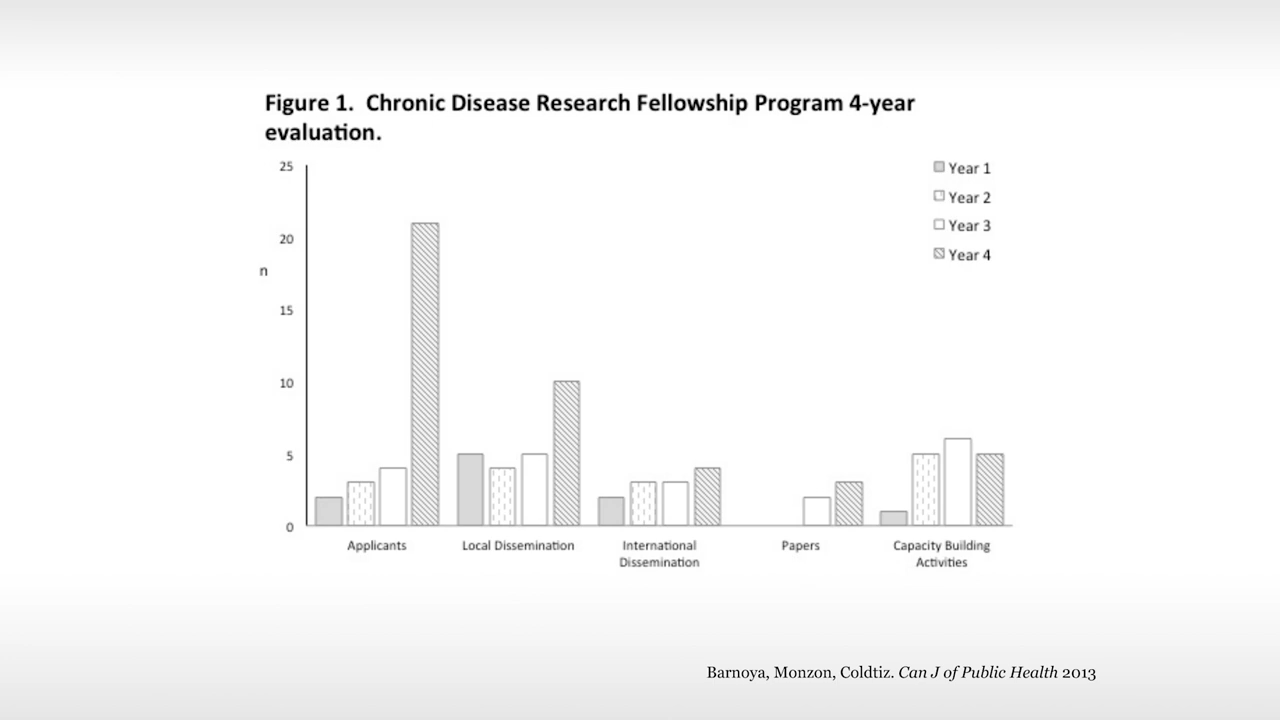 Figure 1.  Chronic Disease Research Fellowship Program 4-year
evaluation.
25
20
15
10
5
0
n
Year 1
Year 2
Year 3
Year 4
Applicants
Local Dissemination
International
Dissemination
Papers
Capacity Building
Activities
Barnoya, Monzon, Coldtiz. Can J of Public Health 2013